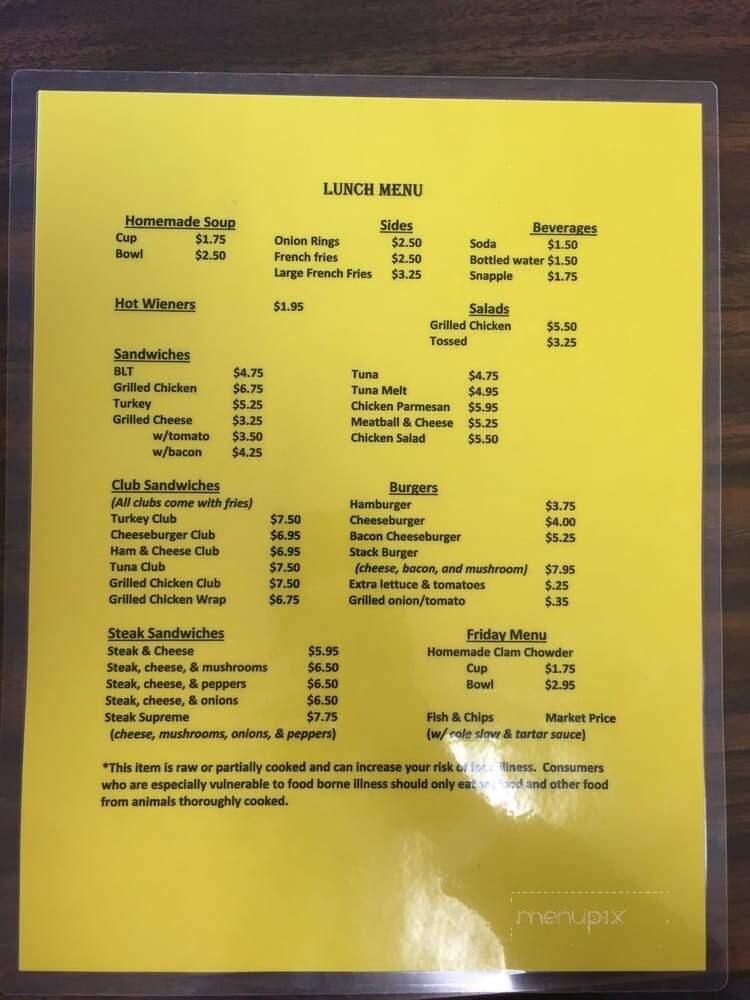 LUNCH MENU
Homemade Soup
Cup $1.75
Bowl $2.50
Sides
Onion Rings $2.50
French fries $2.50
Large French Fries $3.25
Beverages
Soda $1.50
Bottled water $1.50
Snapple $1.75
Hot Wieners $1.95
Salads
Grilled Chicken $5.50
Tossed $3.25
Sandwiches
BLT $4.75
Grilled Chicken $6.75
Turkey $5.25
Grilled Cheese $3.25
w/tomato $3.50
w/bacon $4.25
Tuna $4.75
Tuna Melt $4.95
Chicken Parmesan $5.95
Meatball & Cheese $5.25
Chicken Salad $5.50
Club Sandwiches
(All clubs come with fries)
Turkey Club $7.50
Cheeseburger Club $6.95
Ham & Cheese Club $6.95
Tuna Club $7.50
Grilled Chicken Club $7.50
Grilled Chicken Wrap $6.75
Burgers
Hamburger $3.75
Cheeseburger $4.00
Bacon Cheeseburger $5.25
Stack Burger
(cheese, bacon, and mushroom) $7.95
Extra lettuce & tomatoes $.25
Grilled onion/tomato $.35
Steak Sandwiches
Steak & Cheese $5.95
Steak, cheese, & mushrooms $6.50
Steak, cheese, & peppers $6.50
Steak, cheese, & onions $6.50
Steak Supreme $7.75
(cheese, mushrooms, onions, & peppers)
Friday Menu
Homemade Clam Chowder
Cup $1.75
Bowl $2.95
Fish & Chips Market Price
(w/ cole slaw & tartar sauce)
*This item is raw or partially cooked and can increase your risk of food illness. Consumers
who are especially vulnerable to food borne illness should only eat seafood and other food
from animals thoroughly cooked.
menupix